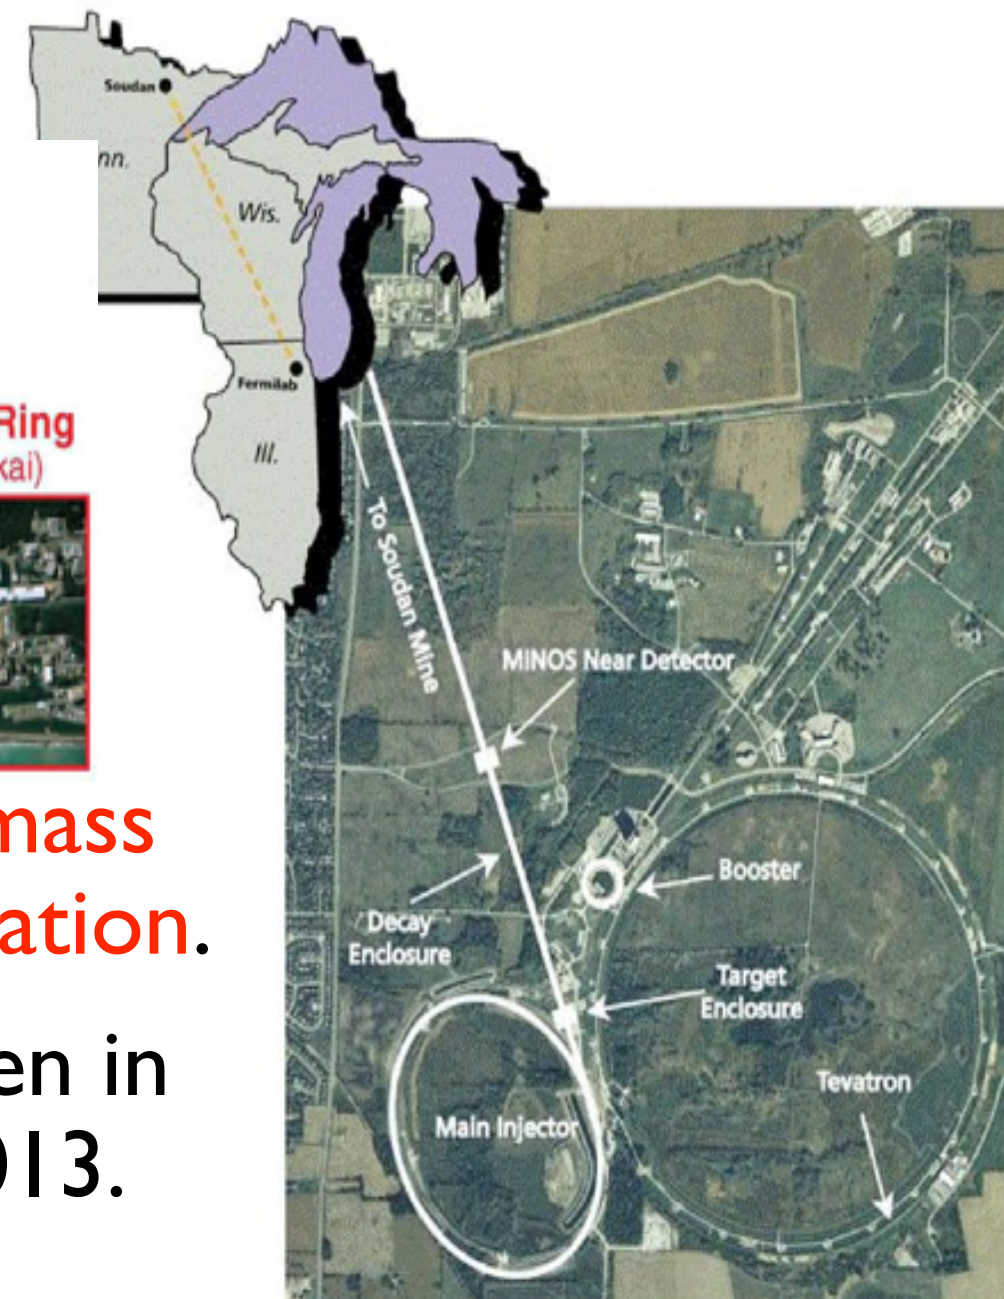 Soudan
nn.
Wis.
Fermilab
Ill.
Ring
kai)
To Soudan Mine
MINOS Near Detector
mass
Booster
ation.
Decay
Enclosure
Target
Enclosure
en in
Tevatron
Main Injector
013.